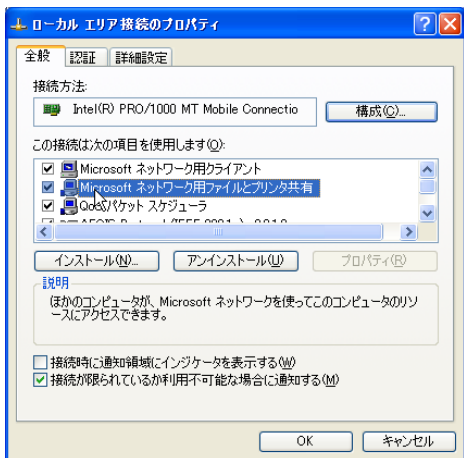 ローカル エリア接続のプロパティ
全般 認証 詳細設定
接続方法:
Intel(R) PRO/1000 MT Mobile Connectio
構成(C)...
この接続は次の項目を使用します(O):
Microsoft ネットワーク用クライアント
Microsoft ネットワーク用ファイルとプリンタ共有
QoS パケット スケジューラ
インストール(N)... アンインストール(U) プロパティ(R)
説明
ほかのコンピュータが、Microsoft ネットワークを使ってこのコンピュータのリソ
ースにアクセスできます。
接続時に通知領域にインジケータを表示する(W)
接続が限られているか利用不可能な場合に通知する(M)
OK キャンセル